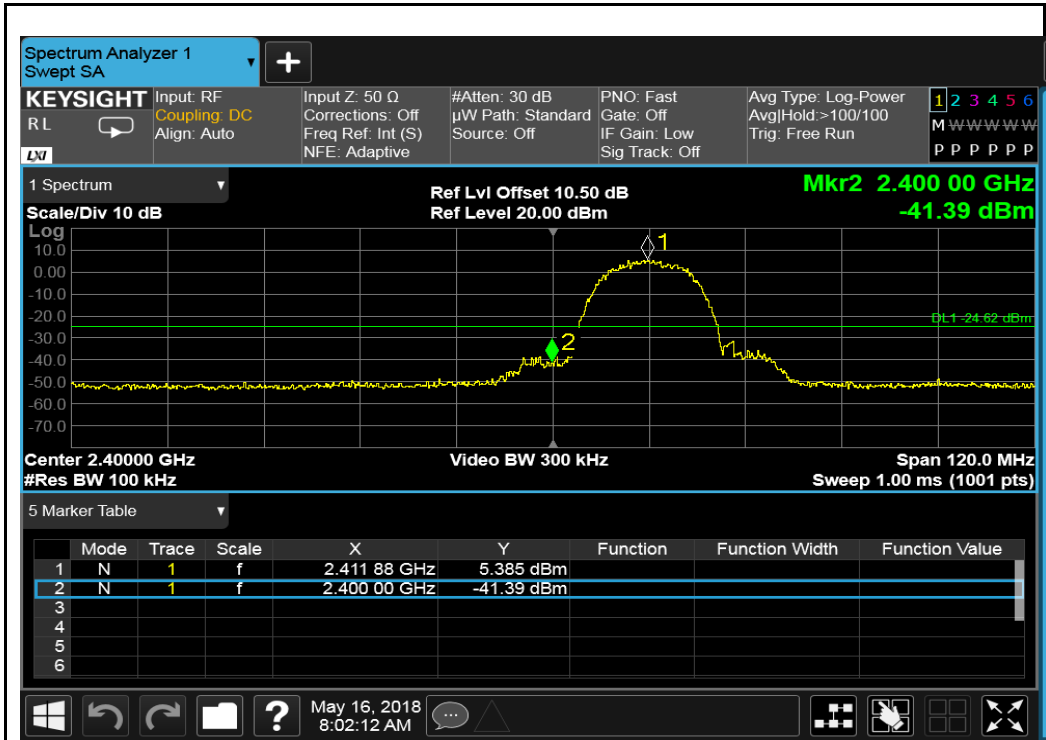 Spectrum Analyzer 1
Swept SA
KEYSIGHT
R L
LXI
Input: RF
Coupling: DC
Align: Auto
Input Z: 50 Ω
Corrections: Off
Freq Ref: Int (S)
NFE: Adaptive
#Atten: 30 dB
µW Path: Standard
Source: Off
PNO: Fast
Gate: Off
IF Gain: Low
Sig Track: Off
Avg Type: Log-Power
Avg|Hold:>100/100
Trig: Free Run
1 2 3 4 5 6
M W W W W W
P P P P P P
1 Spectrum
Scale/Div 10 dB
Ref Lvl Offset 10.50 dB
Ref Level 20.00 dBm
Mkr2 2.400 00 GHz
-41.39 dBm
Log
10.0
0.00
-10.0
-20.0
-30.0
-40.0
-50.0
-60.0
-70.0
1
2
DL1 -24.62 dBm
Center 2.40000 GHz
#Res BW 100 kHz
Video BW 300 kHz
Span 120.0 MHz
Sweep 1.00 ms (1001 pts)
5 Marker Table
Mode Trace Scale X Y Function Function Width Function Value
1 N 1 f 2.411 88 GHz 5.385 dBm
2 N 1 f 2.400 00 GHz -41.39 dBm
3
4
5
6
?
May 16, 2018
8:02:12 AM